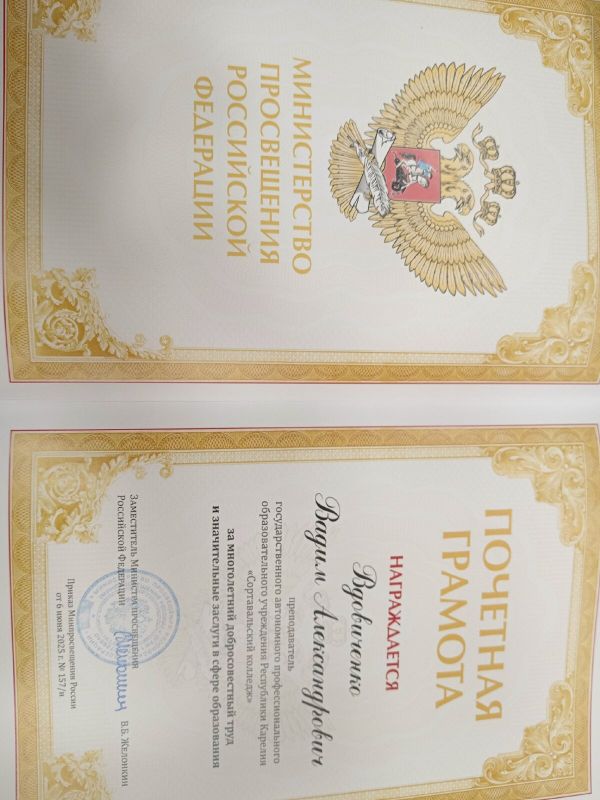 МИНИСТЕРСТВО
ПРОСВЕЩЕНИЯ
РОССИЙСКОЙ
ФЕДЕРАЦИИ
ПОЧЕТНАЯ
ГРАМОТА
НАГРАЖДАЕТСЯ
Вдовиченко
Вадим Александрович
преподаватель
государственного автономного профессионального
образовательного учреждения Республики Карелия
«Сортавальский колледж»
за многолетний добросовестный труд
и значительные заслуги в сфере образования
Заместитель Министра просвещения
Российской Федерации
В.Б. Желонкин
Приказ Минпросвещения России
от 6 июня 2025 г. № 157/н